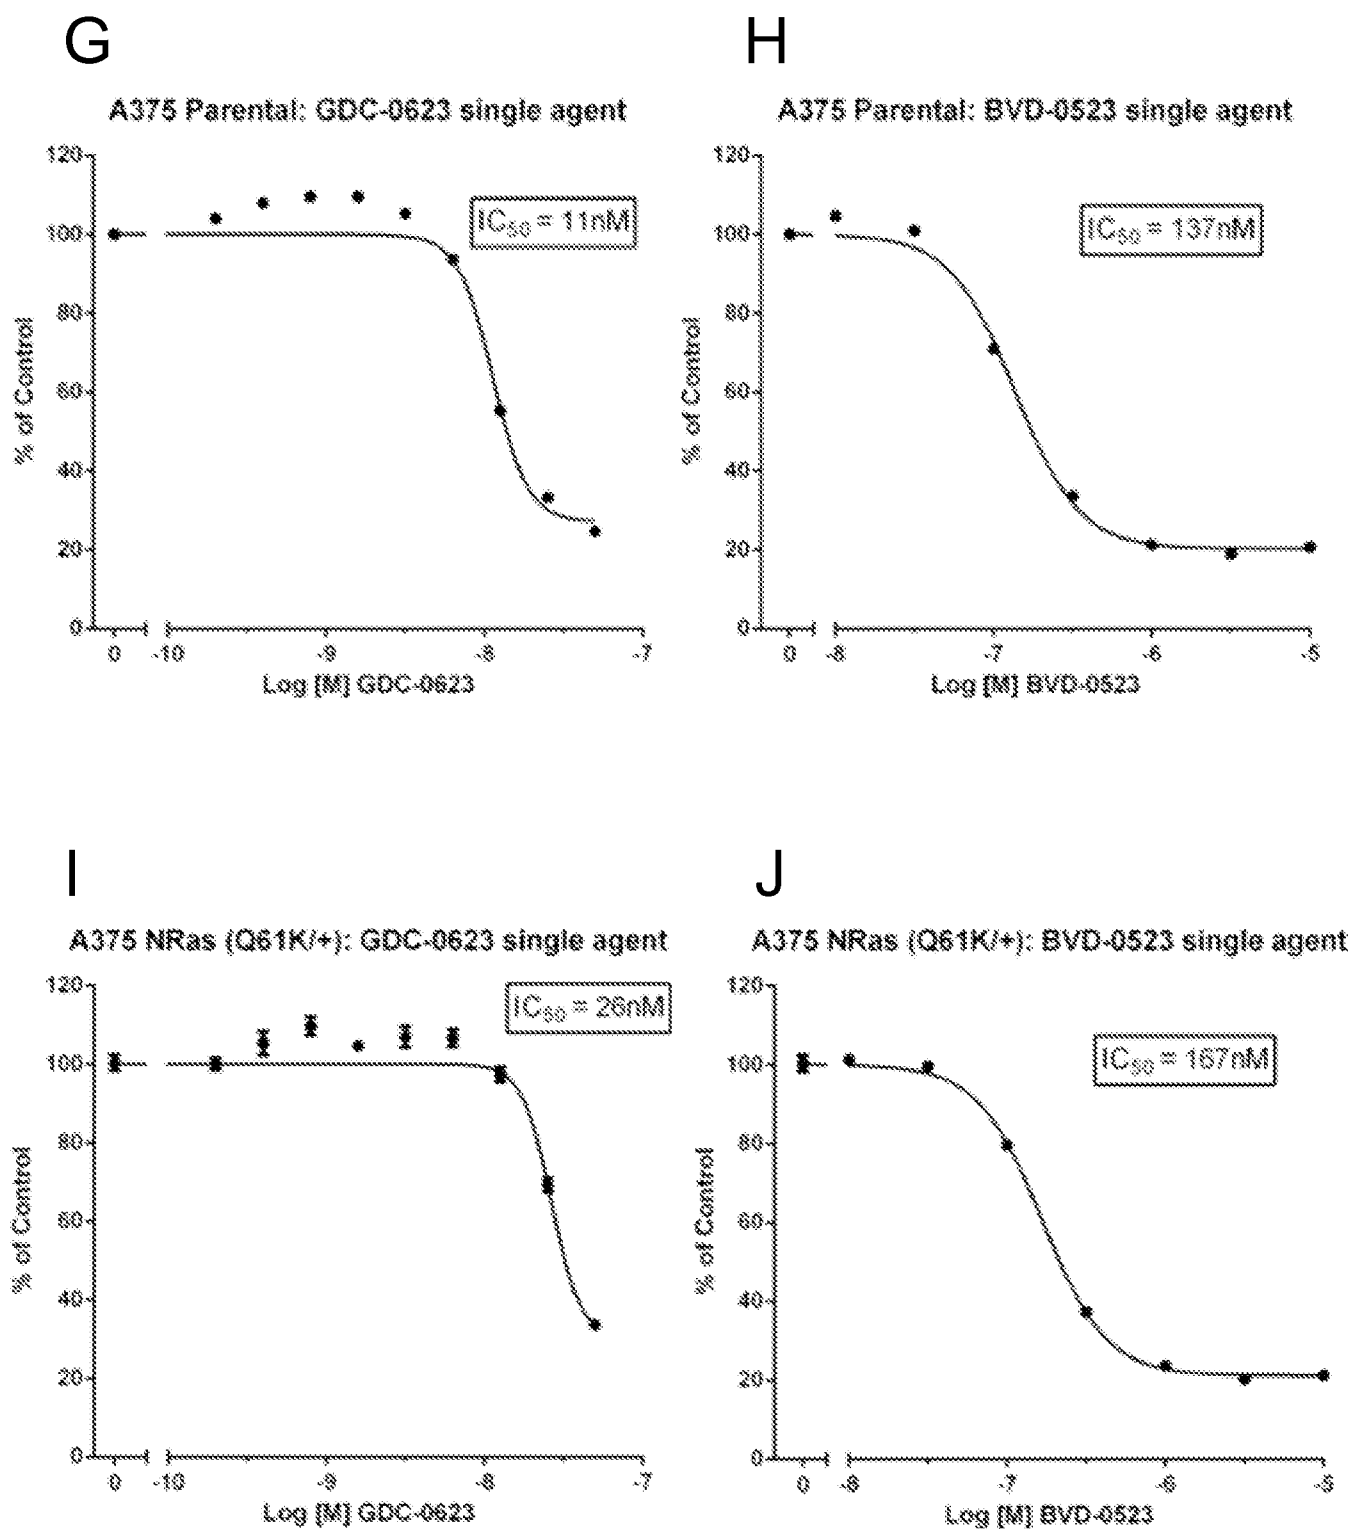 G
A375 Parental: GDC-0623 single agent
120
100
80
60
40
20
0
% of Control
IC50 = 11nM
0 -10 -9 -8 -7
Log [M] GDC-0623
H
A375 Parental: BVD-0523 single agent
120
100
80
60
40
20
0
% of Control
IC50 = 137nM
0 -8 -7 -6 -5
Log [M] BVD-0523
I
A375 NRas (Q61K/+): GDC-0623 single agent
120
100
80
60
40
20
0
% of Control
IC50 = 26nM
0 -10 -9 -8 -7
Log [M] GDC-0623
J
A375 NRas (Q61K/+): BVD-0523 single agent
120
100
80
60
40
20
0
% of Control
IC50 = 167nM
0 -8 -7 -6 -5
Log [M] BVD-0523